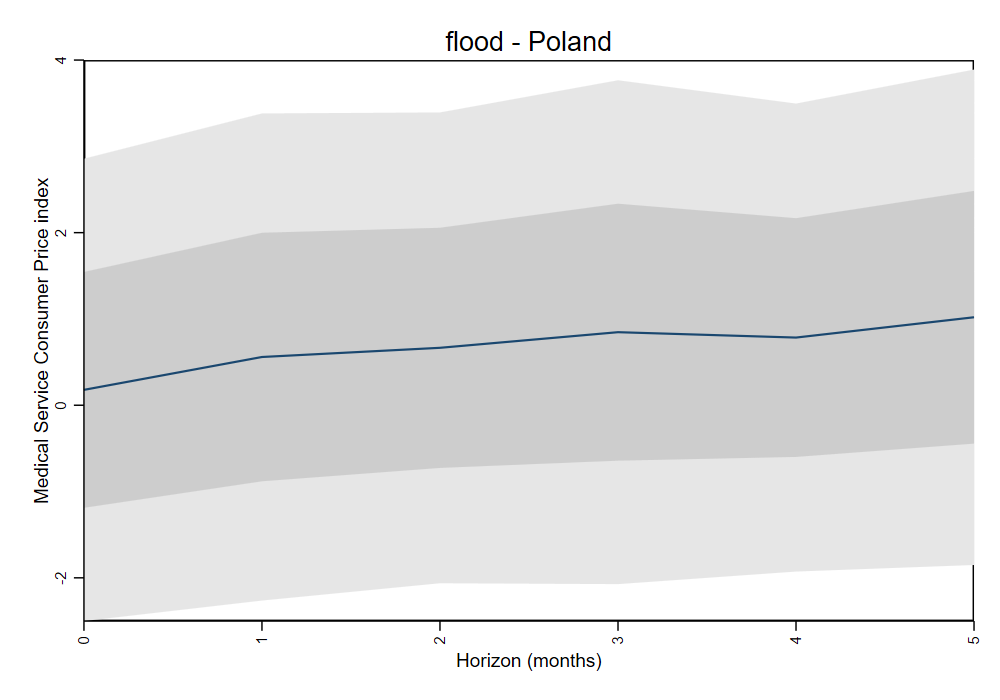 flood - Poland
Medical Service Consumer Price index
4
2
0
-2
0 1 2 3 4 5
Horizon (months)